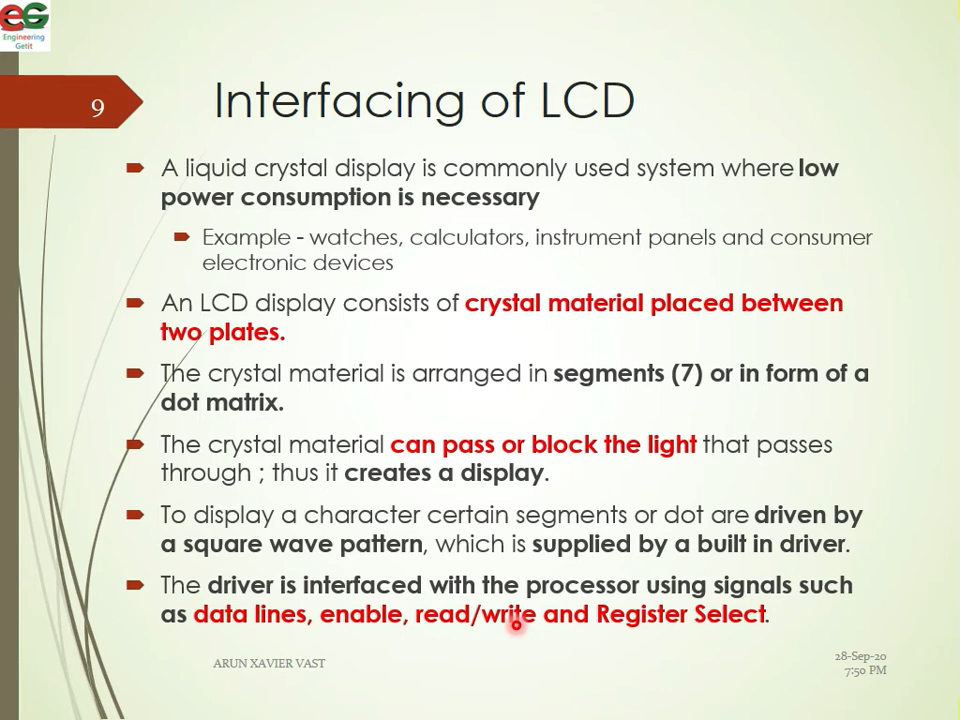 EG
Engineering
Getit
9
Interfacing of LCD
A liquid crystal display is commonly used system where low
power consumption is necessary
Example - watches, calculators, instrument panels and consumer
electronic devices
An LCD display consists of crystal material placed between
two plates.
The crystal material is arranged in segments (7) or in form of a
dot matrix.
The crystal material can pass or block the light that passes
through ; thus it creates a display.
To display a character certain segments or dot are driven by
a square wave pattern, which is supplied by a built in driver.
The driver is interfaced with the processor using signals such
as data lines, enable, read/write and Register Select.
ARUN XAVIER VAST
28-Sep-20
7:50 PM